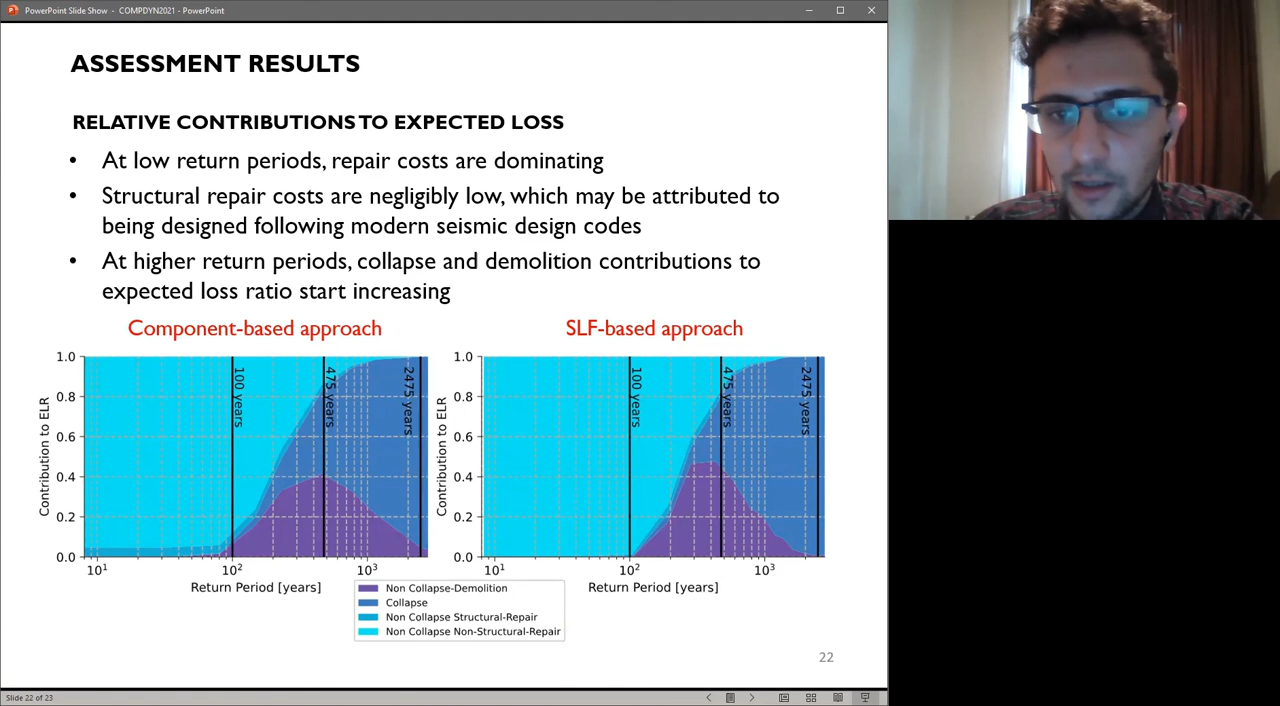 PowerPoint Slide Show - COMPDYN2021 - PowerPoint
ASSESSMENT RESULTS
RELATIVE CONTRIBUTIONS TO EXPECTED LOSS
• At low return periods, repair costs are dominating
• Structural repair costs are negligibly low, which may be attributed to
being designed following modern seismic design codes
• At higher return periods, collapse and demolition contributions to
expected loss ratio start increasing
Component-based approach
1.0
0.8
0.6
0.4
0.2
0.0
Contribution to ELR
100 years
475 years
2475 years
10¹
10²
10³
Return Period [years]
SLF-based approach
1.0
0.8
0.6
0.4
0.2
0.0
Contribution to ELR
100 years
475 years
2475 years
10¹
10²
10³
Return Period [years]
Non Collapse-Demolition
Collapse
Non Collapse Structural-Repair
Non Collapse Non-Structural-Repair
22
Slide 22 of 23